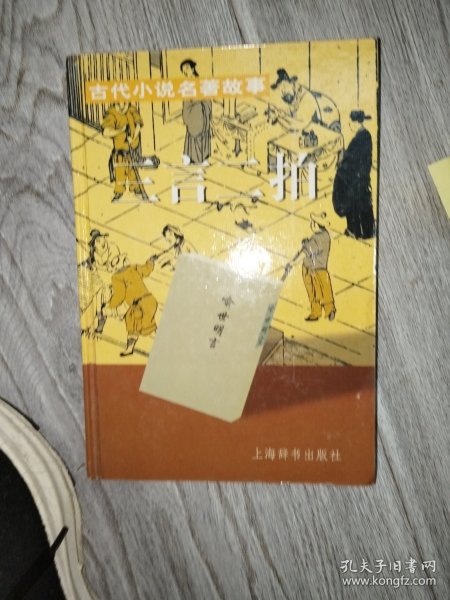 古代小说名著故事
三言二拍
喻世明言
上海辞书出版社
孔夫子旧书网
www.kongfz.com